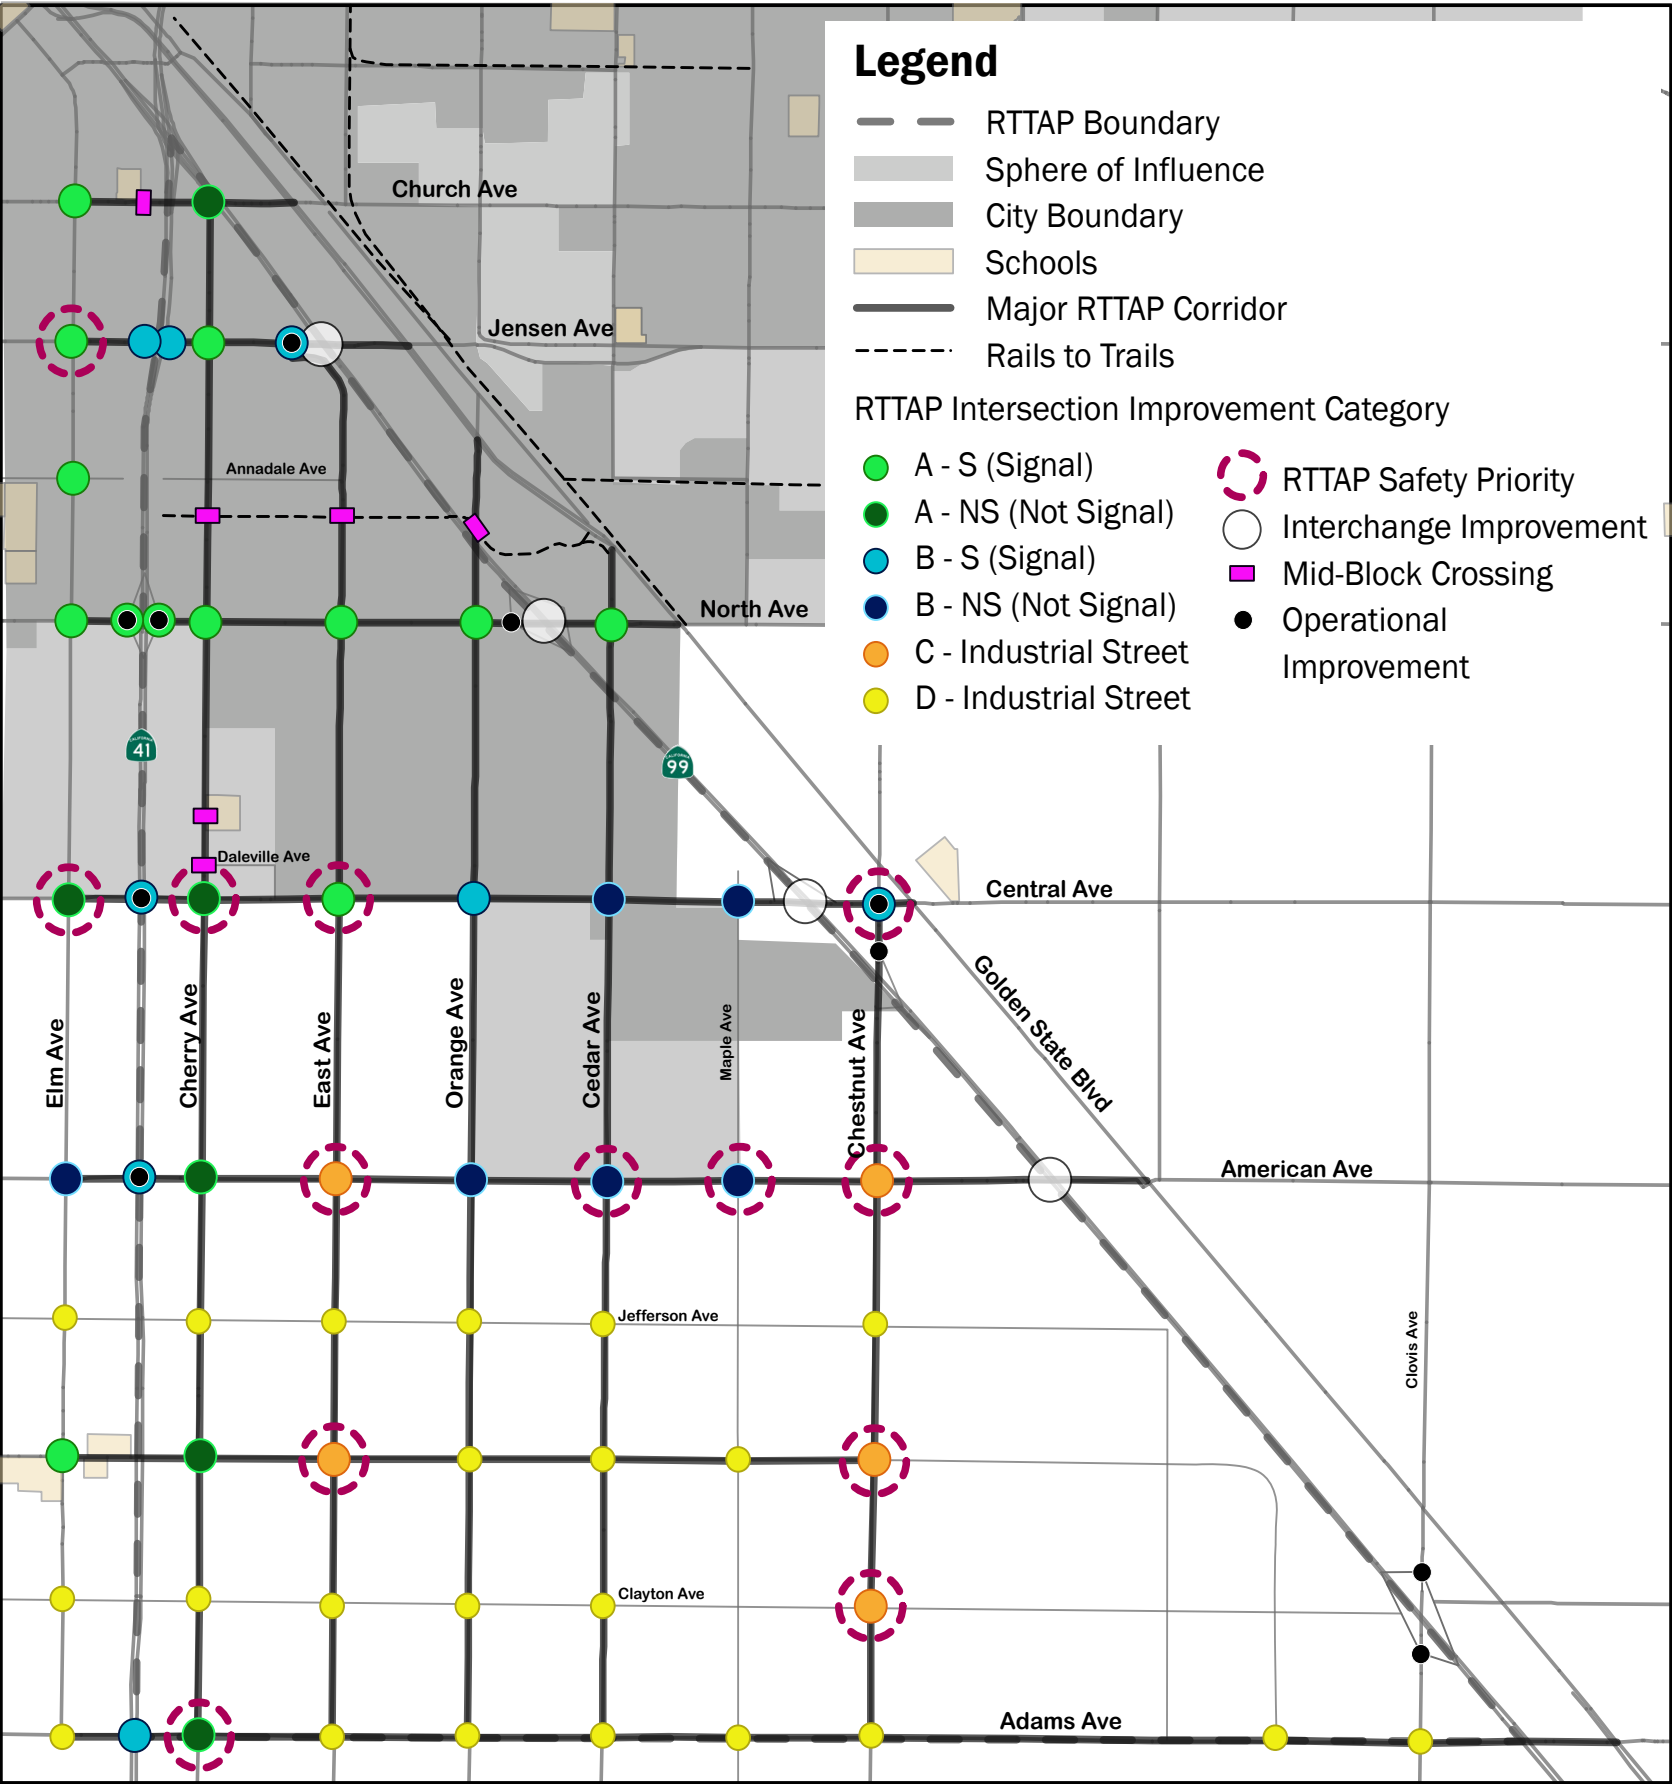 Legend
RTTAP Boundary
Sphere of Influence
City Boundary
Schools
Major RTTAP Corridor
Rails to Trails
RTTAP Intersection Improvement Category
A - S (Signal)
A - NS (Not Signal)
B - S (Signal)
B - NS (Not Signal)
C - Industrial Street
D - Industrial Street
RTTAP Safety Priority
Interchange Improvement
Mid-Block Crossing
Operational
Improvement
Church Ave
Jensen Ave
Annadale Ave
North Ave
CALIFORNIA
41
CALIFORNIA
99
Daleville Ave
Central Ave
Elm Ave
Cherry Ave
East Ave
Orange Ave
Cedar Ave
Maple Ave
Chestnut Ave
Golden State Blvd
American Ave
Jefferson Ave
Clovis Ave
Clayton Ave
Adams Ave